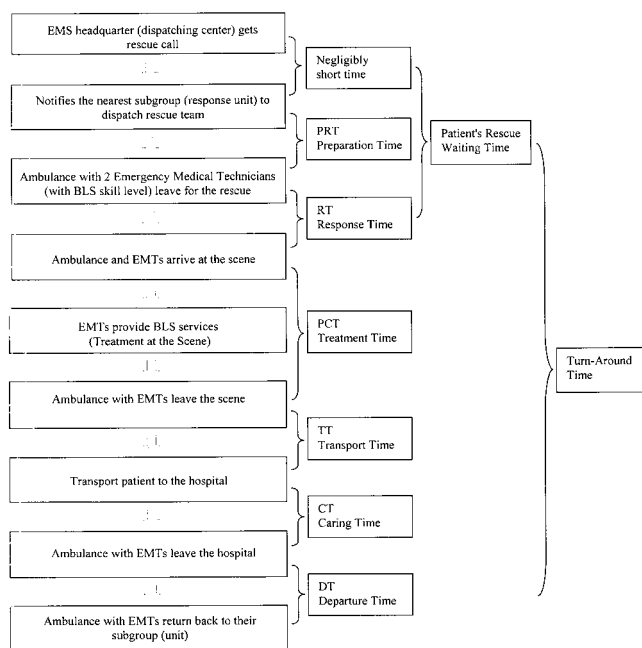 EMS headquarter (dispatching center) gets
rescue call
Notifies the nearest subgroup (response unit) to
dispatch rescue team
Ambulance with 2 Emergency Medical Technicians
(with BLS skill level) leave for the rescue
Ambulance and EMTs arrive at the scene
EMTs provide BLS services
(Treatment at the Scene)
Ambulance with EMTs leave the scene
Transport patient to the hospital
Ambulance with EMTs leave the hospital
Ambulance with EMTs return back to their
subgroup (unit)
Negligibly
short time
PRT
Preparation Time
RT
Response Time
PCT
Treatment Time
TT
Transport Time
CT
Caring Time
DT
Departure Time
Patient's Rescue
Waiting Time
Turn-Around
Time